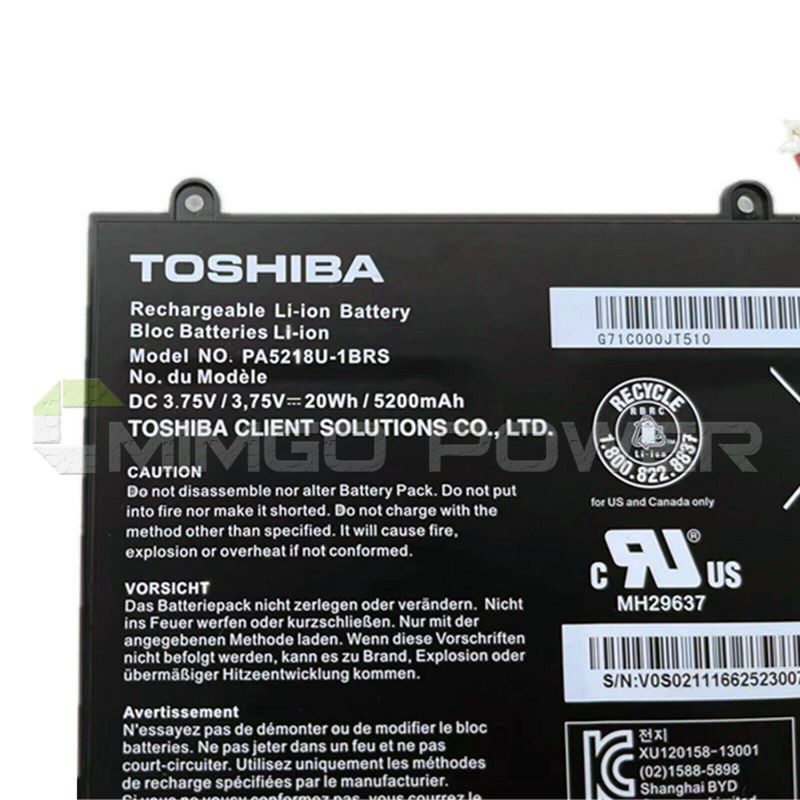 TOSHIBA
Rechargeable Li-ion Battery
Bloc Batteries Li-ion
Model NO. PA5218U-1BRS
No. du Modèle
DC 3.75V / 3,75V 20Wh / 5200mAh
TOSHIBA CLIENT SOLUTIONS CO., LTD.
MIMGO POWER
CAUTION
Do not disassemble nor alter Battery Pack. Do not put
into fire nor make it shorted. Do not charge with the
method other than specified. It will cause fire,
explosion or overheat if not conformed.
VORSICHT
Das Batteriepack nicht zerlegen oder verändern. Nicht
ins Feuer werfen oder kurzschließen. Nur mit der
angegebenen Methode laden. Wenn diese Vorschriften
nicht befolgt werden, kann es zu Brand, Explosion oder
übermäßiger Hitzeentwicklung kommen.
Avertissement
N'essayez pas de démonter ou de modifier le bloc
batteries. Ne pas jeter dans un feu et ne pas
court-circuiter. Utilisez uniquement les méthodes
de recharge spécifiées par le manufacturier.
explosion ou surchauffe possible si vous
G71C000JT510
RECYCLE
RBRC
Li-ion
1.800.822.8837
for US and Canada only
c RU® US
MH29637
S/N:V0S02111662523007
전지
XU120158-13001
(02)1588-5898
Shanghai BYD